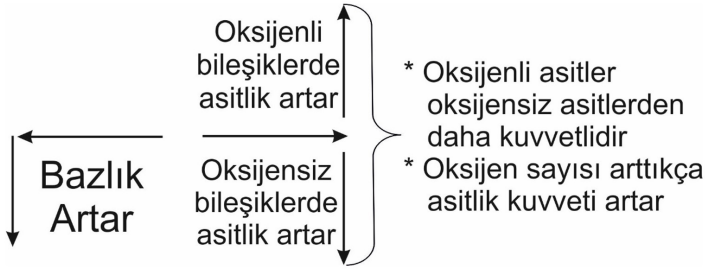 Oksijenli
bileşiklerde
asitlik artar
Bazlık
Artar
Oksijensiz
bileşiklerde
asitlik artar
* Oksijenli asitler
oksijensiz asitlerden
daha kuvvetlidir
* Oksijen sayısı arttıkça
asitlik kuvveti artar